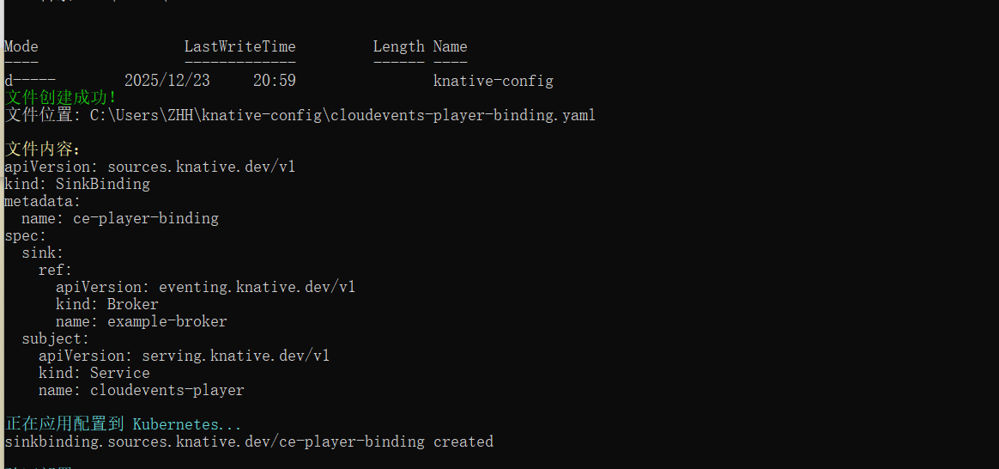 Mode                 LastWriteTime         Length Name
----                 -------------         ------ ----
d-----        2025/12/23     20:59                knative-config
文件创建成功!
文件位置: C:\Users\ZHH\knative-config\cloudevents-player-binding.yaml
文件内容:
apiVersion: sources.knative.dev/v1
kind: SinkBinding
metadata:
  name: ce-player-binding
spec:
  sink:
    ref:
      apiVersion: eventing.knative.dev/v1
      kind: Broker
      name: example-broker
  subject:
    apiVersion: serving.knative.dev/v1
    kind: Service
    name: cloudevents-player
正在应用配置到 Kubernetes...
sinkbinding.sources.knative.dev/ce-player-binding created